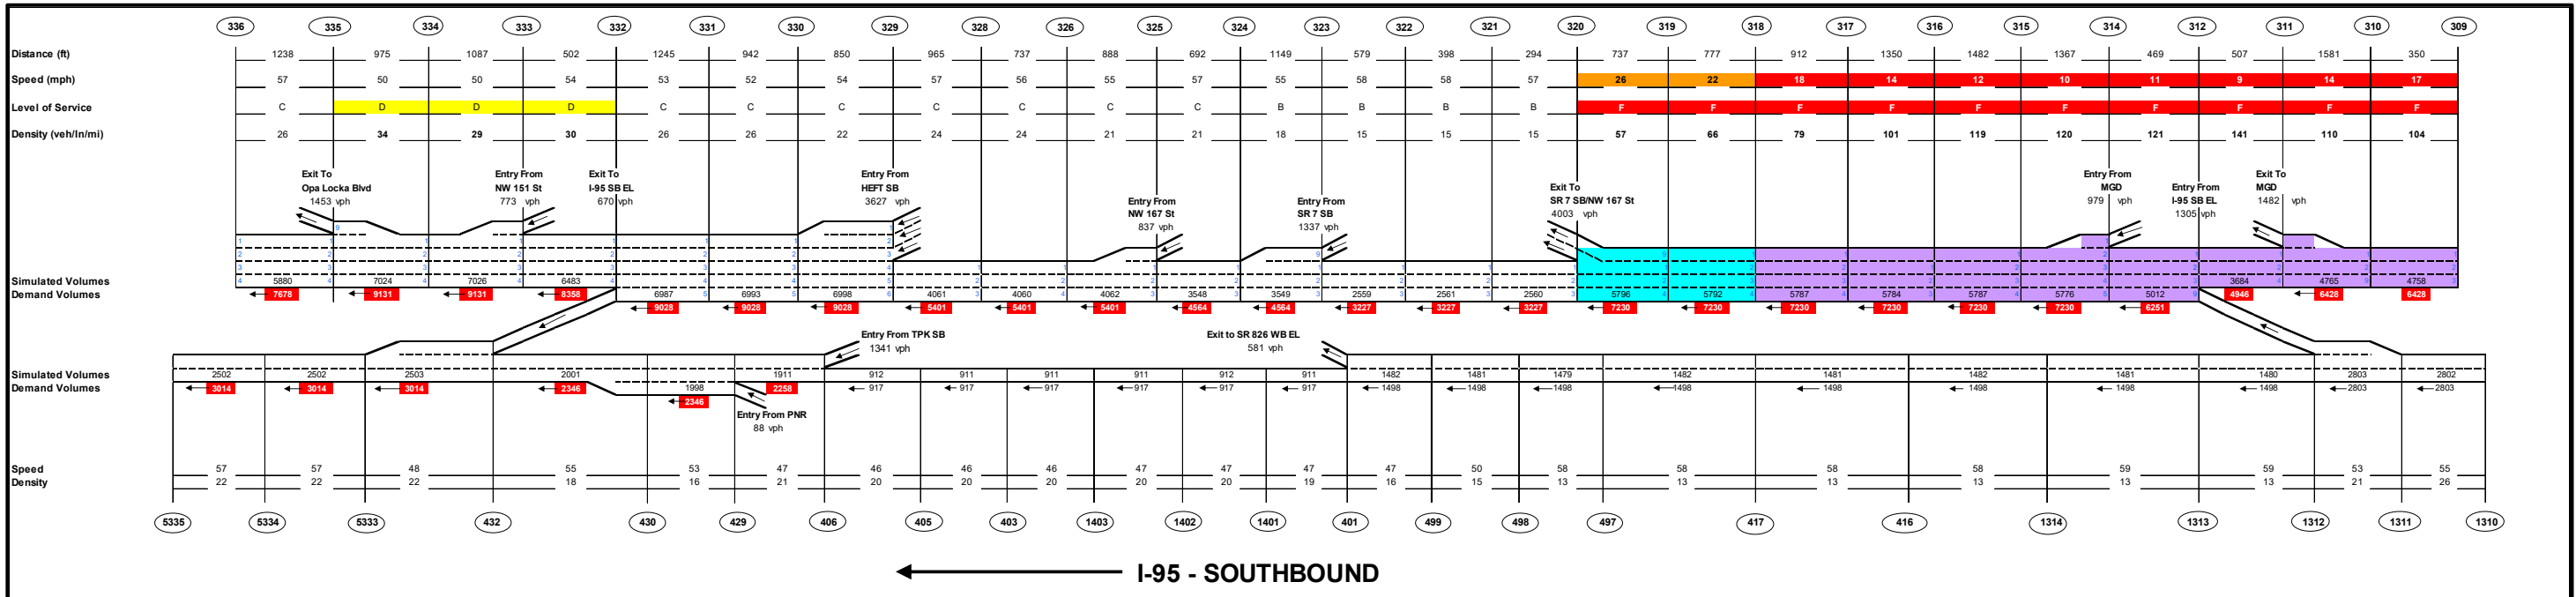 336 335 334 333 332 331 330 329 328 326 325 324 323 322 321 320 319 318 317 316 315 314 312 311 310 309
Distance (ft) 1238 975 1087 502 1245 942 850 965 737 888 692 1149 579 398 294 737 777 912 1350 1482 1367 469 507 1581 350
Speed (mph) 57 50 50 54 53 52 54 57 56 55 57 55 58 58 57 26 22 18 14 12 10 11 9 14 17
Level of Service C D D D C C C C C C C B B B B F F F F F F F F F F
Density (veh/ln/mi) 26 34 29 30 26 26 22 24 24 21 21 18 15 15 15 57 66 79 101 119 120 121 141 110 104
Exit To
Opa Locka Blvd
1453 vph
Entry From
NW 151 St
773 vph
Exit To
I-95 SB EL
670 vph
Entry From
HEFT SB
3627 vph
Entry From
NW 167 St
837 vph
Entry From
SR 7 SB
1337 vph
Exit To
SR 7 SB/NW 167 St
4003 vph
Entry From
MGD
979 vph
Entry From
I-95 SB EL
1305 vph
Exit To
MGD
1482 vph
Simulated Volumes 5880 7024 7026 6483 6987 6993 6998 4061 4060 4062 3548 3549 2559 2561 2560 5796 5792 5787 5784 5787 5776 5012 3684 4765 4758
Demand Volumes 7678 9131 9131 8358 9028 9028 9028 5401 5401 5401 4564 4564 3227 3227 3227 7230 7230 7230 7230 7230 7230 6251 4946 6428 6428
Entry From TPK SB
1341 vph
Exit to SR 826 WB EL
581 vph
Simulated Volumes 2502 2502 2503 2001 1998 1911 912 911 911 911 912 911 1482 1481 1479 1482 1481 1482 1481 1480 2803 2802
Demand Volumes 3014 3014 3014 2346 2346 2258 917 917 917 917 917 917 1498 1498 1498 1498 1498 1498 1498 1498 2803 2803
Entry From PNR
88 vph
Speed 57 57 48 55 53 47 46 46 46 47 47 47 47 50 58 58 58 58 59 59 53 55
Density 22 22 22 18 16 21 20 20 20 20 20 19 16 15 13 13 13 13 13 13 21 26
5335 5334 5333 432 430 429 406 405 403 1403 1402 1401 401 499 498 497 417 416 1314 1313 1312 1311 1310
I-95 - SOUTHBOUND